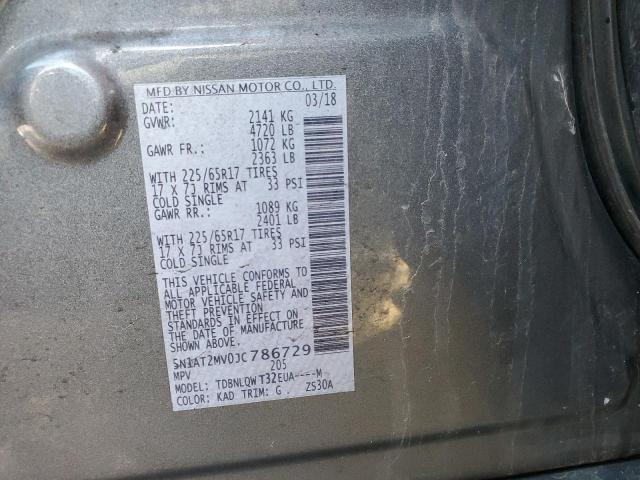 MFD BY NISSAN MOTOR CO., LTD.
DATE: 03/18
GVWR: 2141 KG
4720 LB
GAWR FR.: 1072 KG
2363 LB
WITH 225/65R17 TIRES
17 X 7J RIMS AT 33 PSI
COLD SINGLE
GAWR RR.: 1089 KG
2401 LB
WITH 225/65R17 TIRES
17 X 7J RIMS AT 33 PSI
COLD SINGLE
THIS VEHICLE CONFORMS TO
ALL APPLICABLE FEDERAL
MOTOR VEHICLE SAFETY AND
THEFT PREVENTION
STANDARDS IN EFFECT ON
THE DATE OF MANUFACTURE
SHOWN ABOVE.
5N1AT2MV0JC786729
MPV 205
MODEL: TDBNLQWT32EUA----M
COLOR: KAD TRIM: G ZS30A